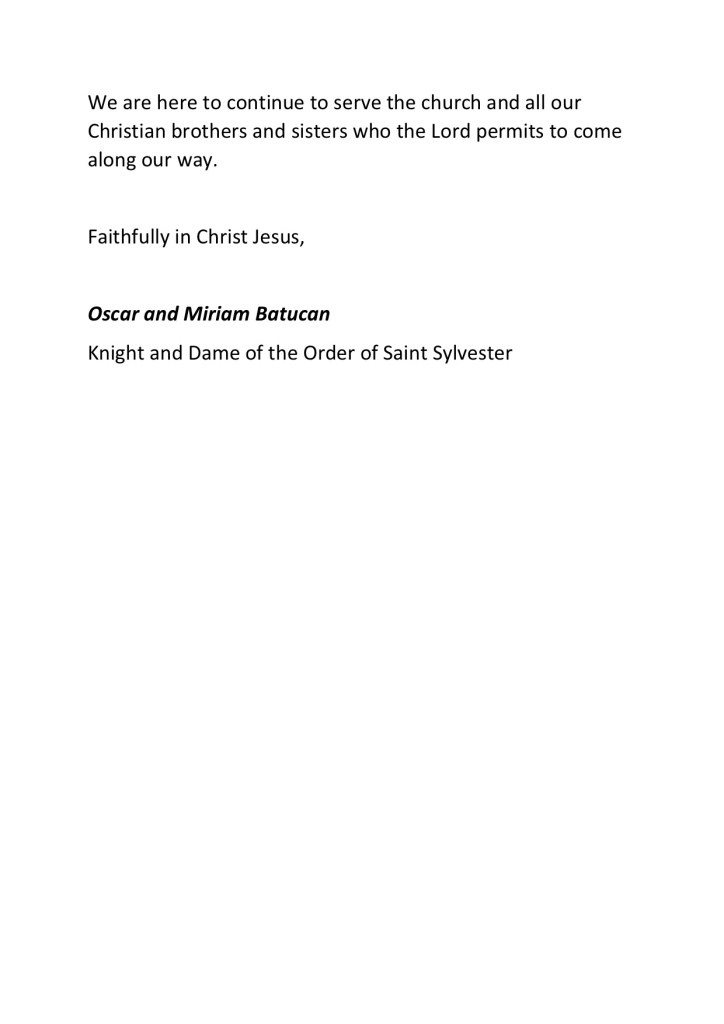 We are here to continue to serve the church and all our
Christian brothers and sisters who the Lord permits to come
along our way.
Faithfully in Christ Jesus,
Oscar and Miriam Batucan
Knight and Dame of the Order of Saint Sylvester